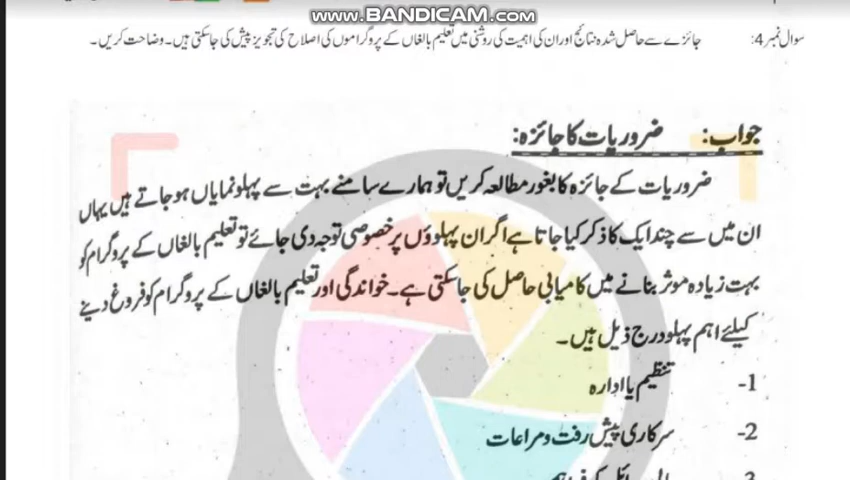 www.BANDICAM.com
سوال نمبر 4: جائزے سے حاصل شدہ نتائج اور ان کی اہمیت کی روشنی میں تعلیم بالغاں کے پروگراموں کی اصلاح کی تجویز پیش کی جاسکتی ہیں۔ وضاحت کریں۔
جواب: ضروریات کا جائزہ:
ضروریات کے جائزہ کا بغور مطالعہ کریں تو ہمارے سامنے بہت سے پہلو نمایاں ہو جاتے ہیں یہاں
ان میں سے چند ایک کا ذکر کیا جاتا ہے اگر ان پہلوؤں پر خصوصی توجہ دی جائے تو تعلیم بالغاں کے پروگرام کو
بہت زیادہ موثر بنانے میں کامیابی حاصل کی جاسکتی ہے۔ خواندگی اور تعلیم بالغاں کے پروگرام کو فروغ دینے
کیلئے اہم پہلو درج ذیل ہیں۔
1- تنظیم یا ادارہ
2- سرکاری پیش رفت و مراعات
3-